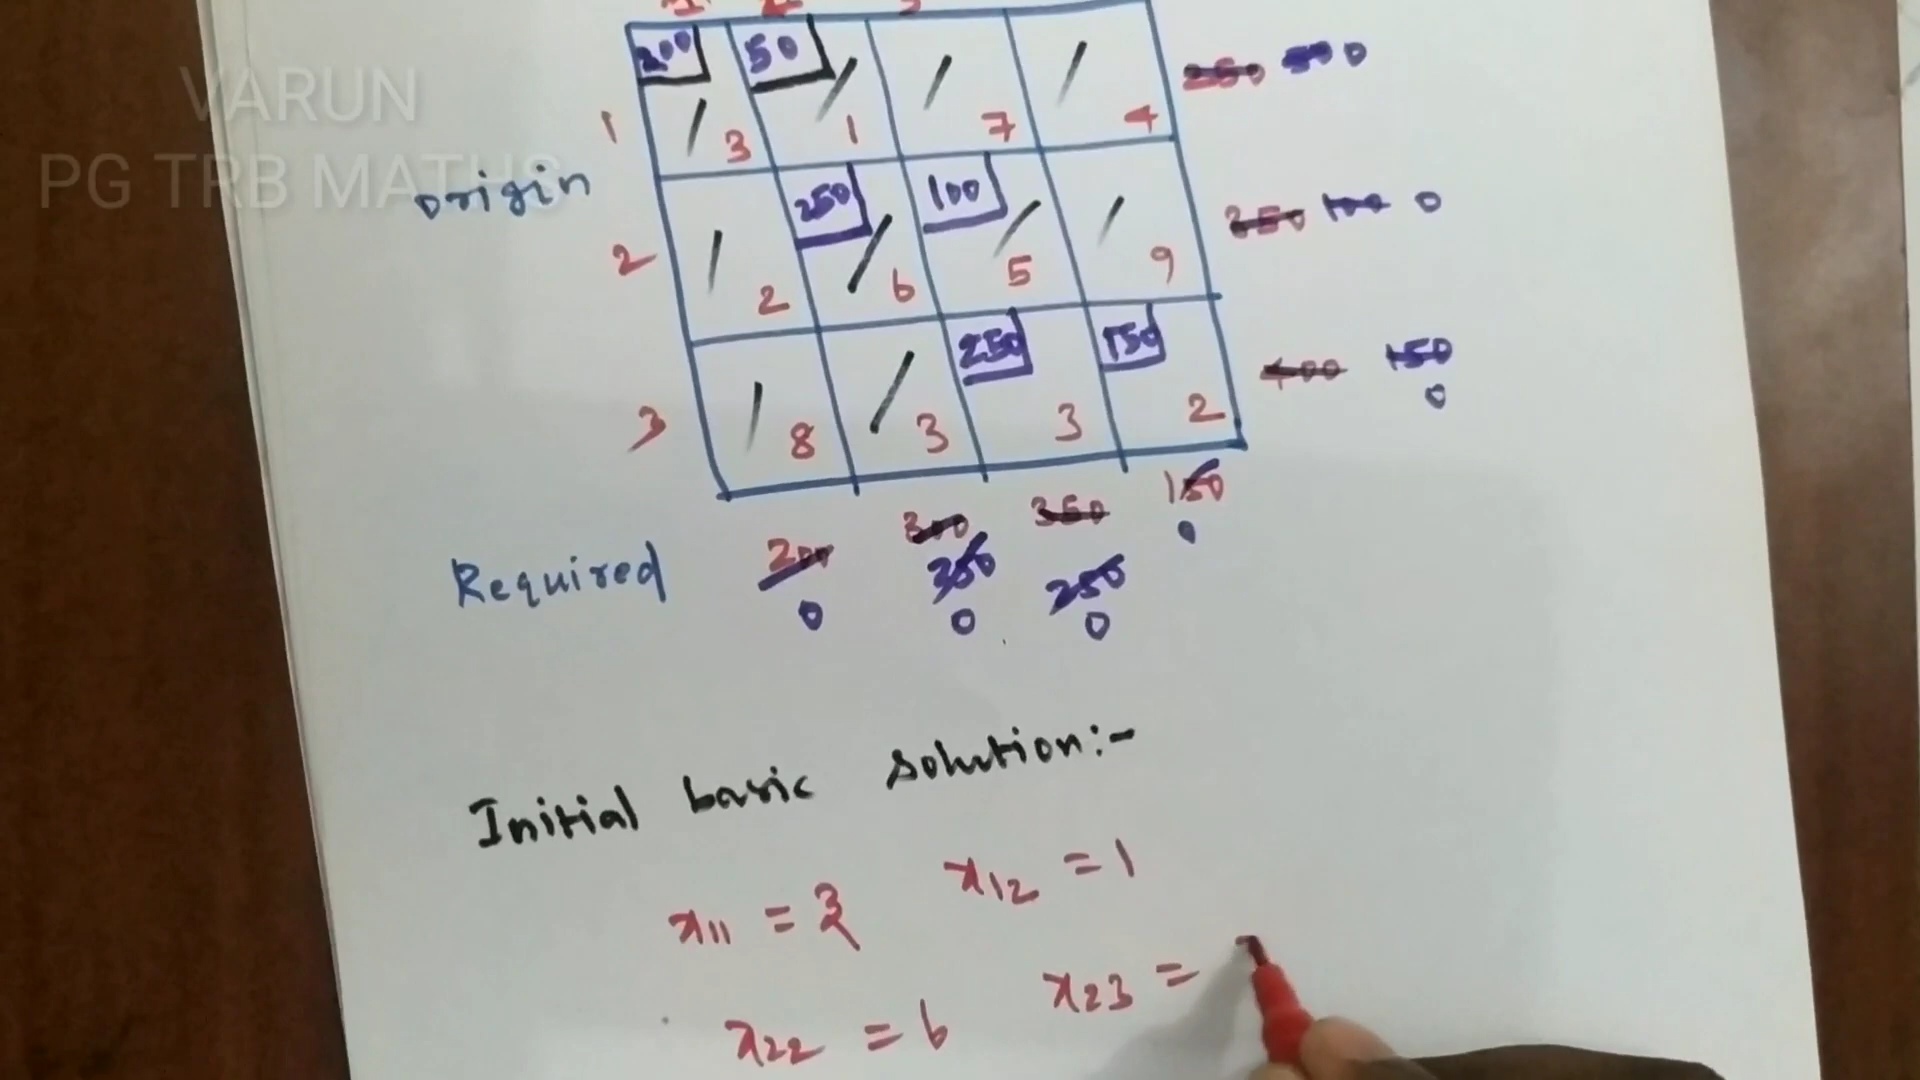 VARUN
PG TRB MATHS
200 50 250 50 0
1 3 1 7 4
origin
250 100 350 100 0
2 2 6 5 9
250 150 400 150
0
3 8 3 3 2
Required 200 300 350 150
0 250 250 0
0 0
Initial basic solution:-
x11 = 3 x12 = 1
x22 = 6 x23 =